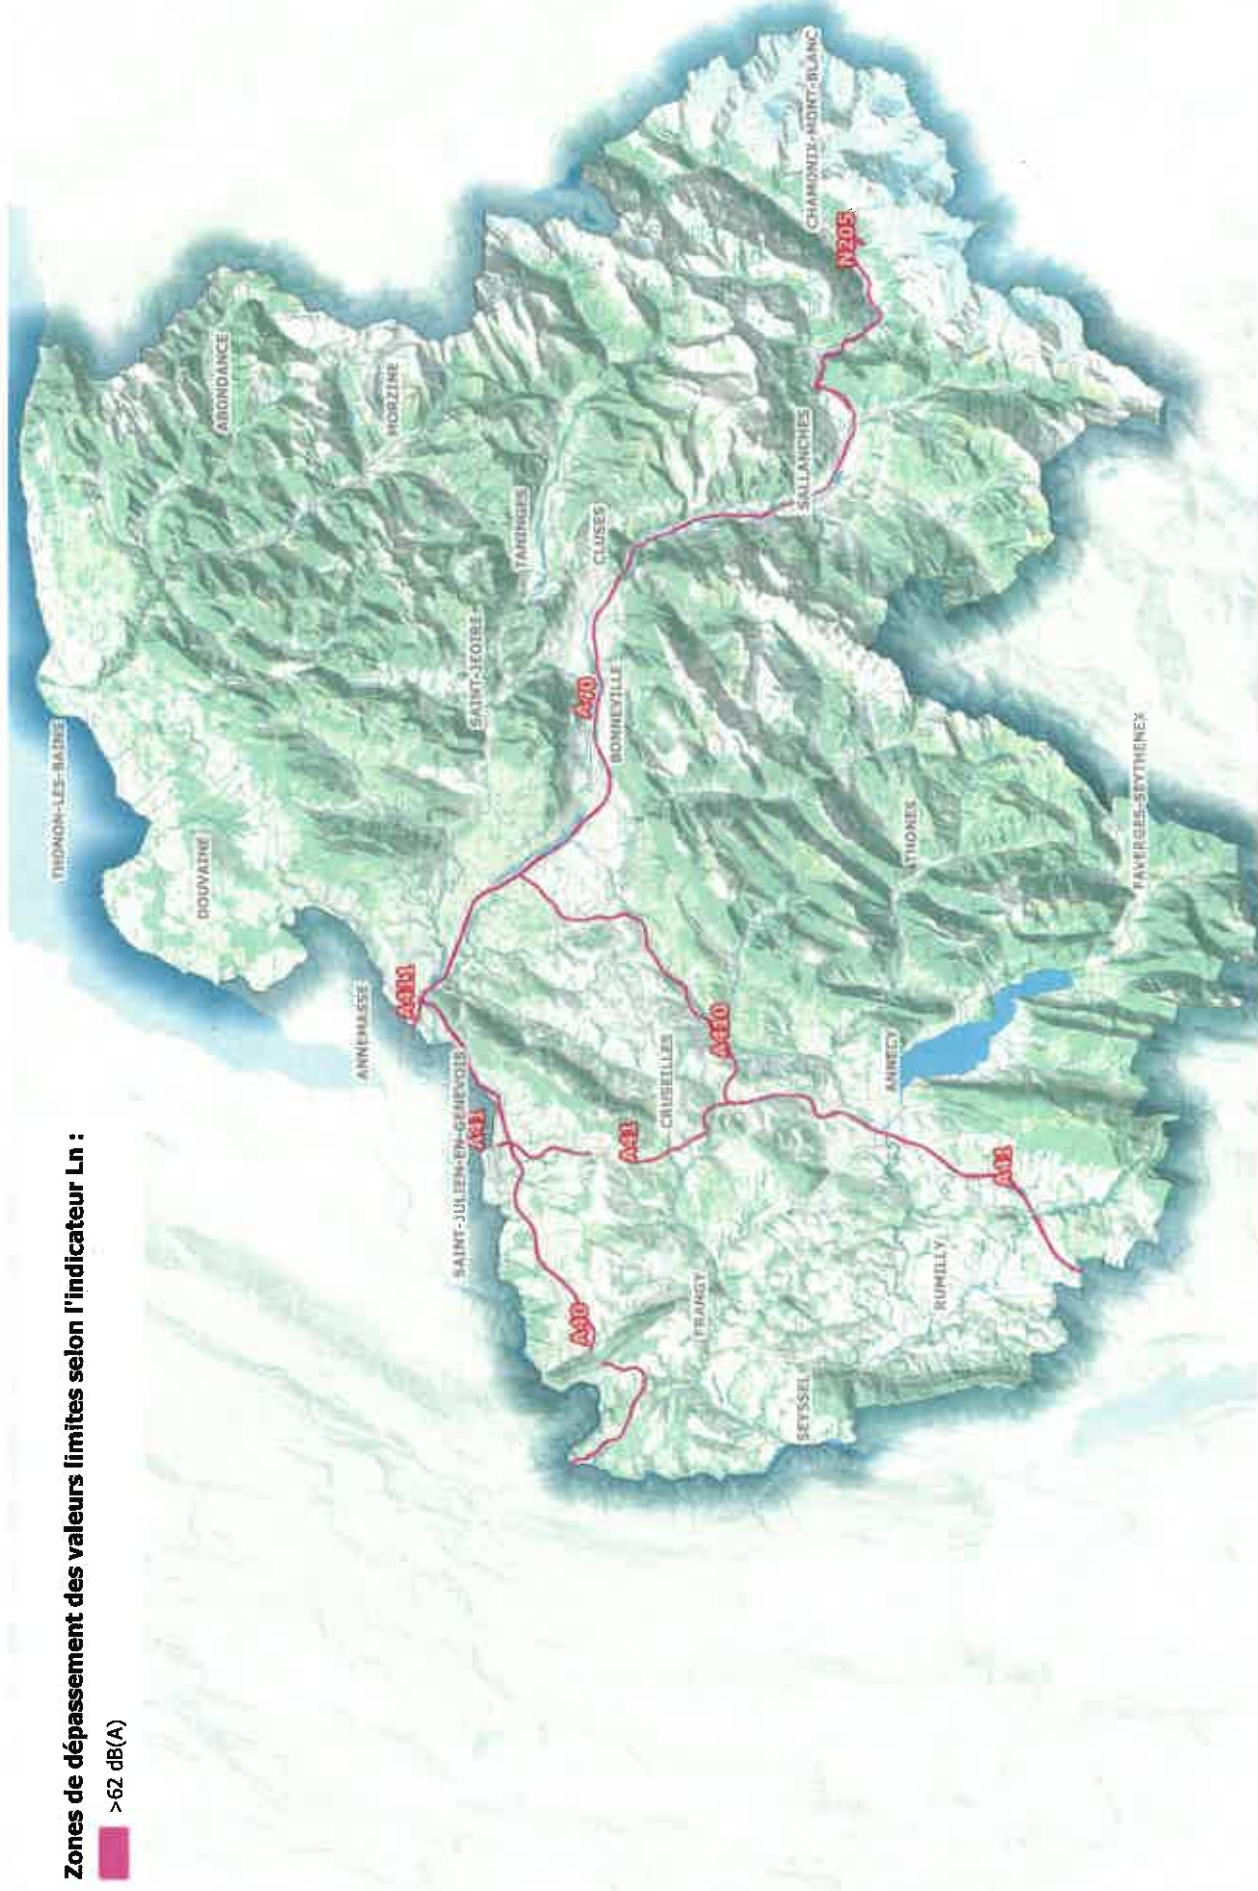 Zones de dépassement des valeurs limites selon l'indicateur Ln :
>62 dB(A)
THONON-LES-BAINS
DOUVAINE
ABONDANCE
ANNEMASSE
MORZINE
A411
SAINT-JULIEN-EN-GENEVOIS
SAINT-JEOIRE
A41
TANINGES
A40
A40
CLUSES
BONNEVILLE
A41
CRUSEILLES
FRANGY
A410
SEYSSEL
SALLANCHES
CHAMONIX-MONT-BLANC
N205
ANNECY
THONES
RUMILLY
A41
FAVERGES-SEYTHENEX